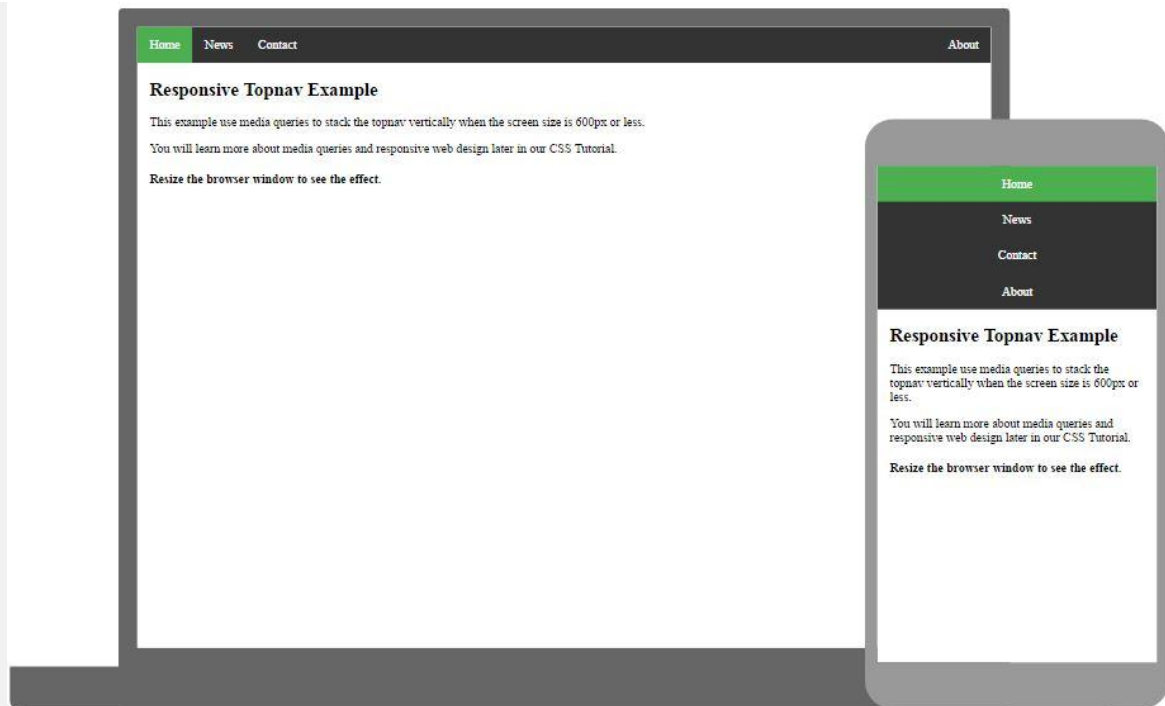 Home News Contact About
Responsive Topnav Example
This example use media queries to stack the topnav vertically when the screen size is 600px or less.
You will learn more about media queries and responsive web design later in our CSS Tutorial.
Resize the browser window to see the effect.
Home
News
Contact
About
Responsive Topnav Example
This example use media queries to stack the
topnav vertically when the screen size is 600px or
less.
You will learn more about media queries and
responsive web design later in our CSS Tutorial.
Resize the browser window to see the effect.